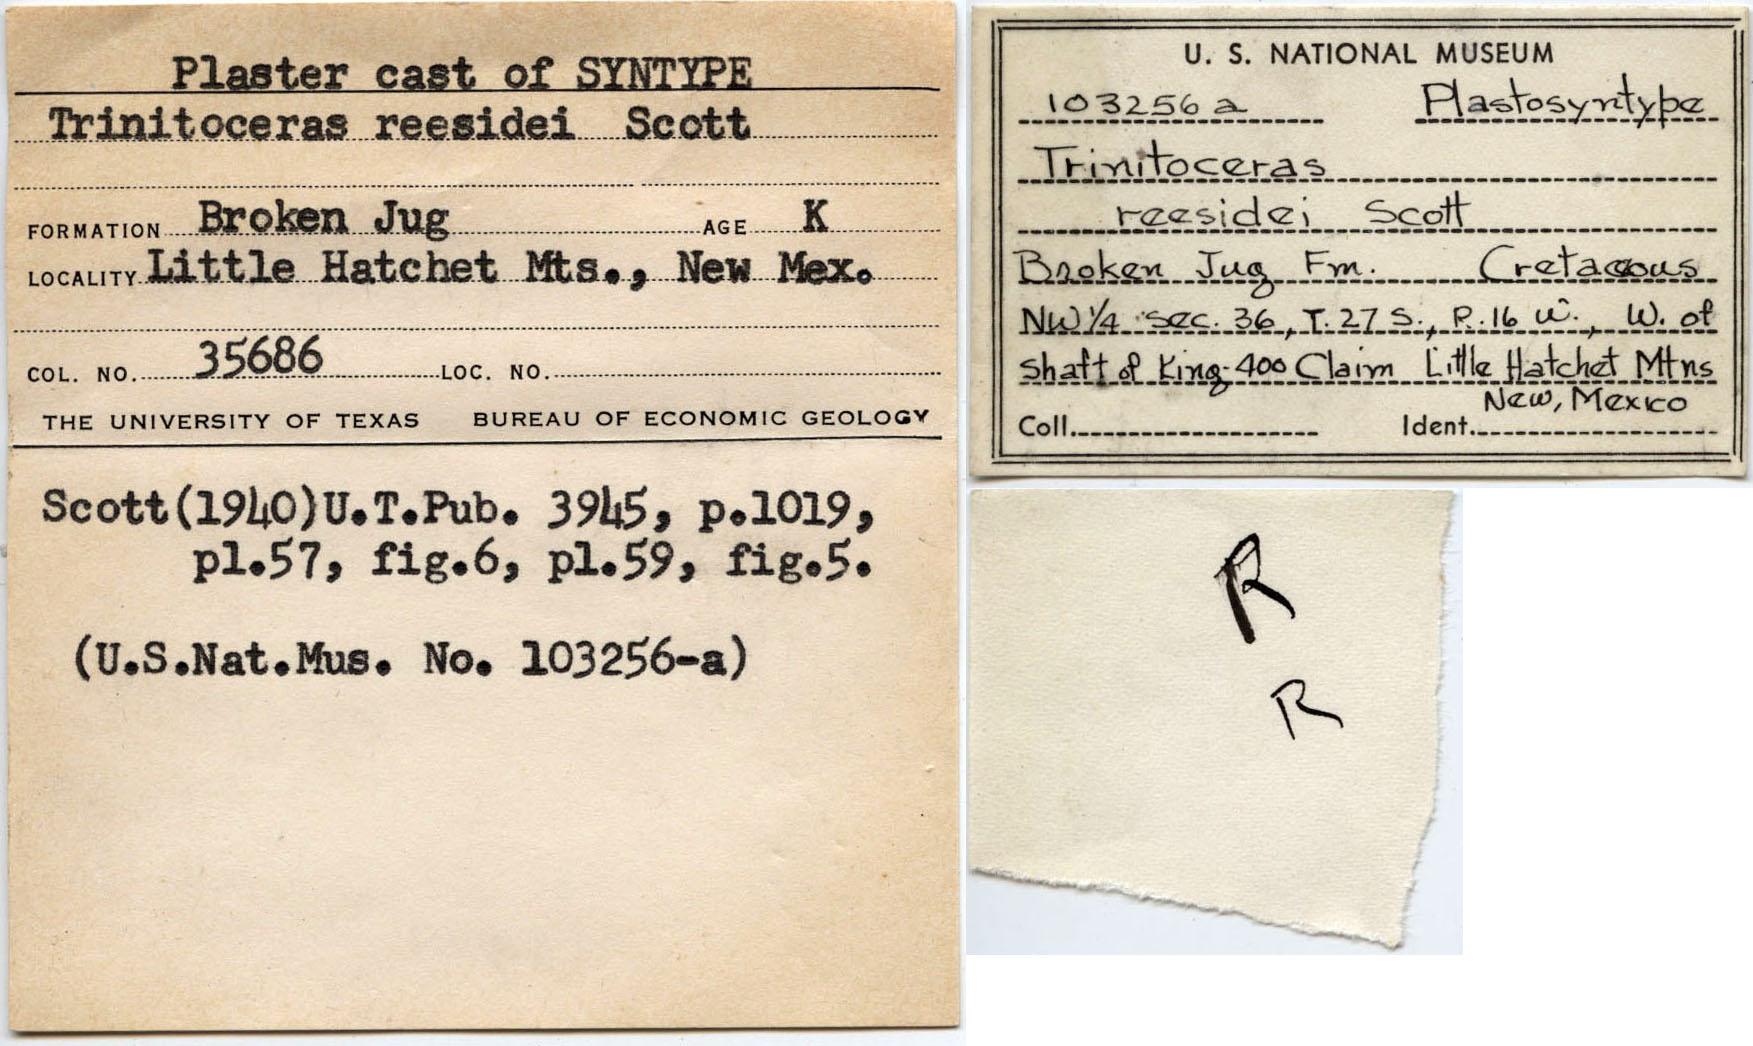 Plaster cast of SYNTYPE
Trinitoceras reesidei Scott
FORMATION Broken Jug AGE K
LOCALITY Little Hatchet Mts., New Mex.
COL. NO. 35686 LOC. NO.
THE UNIVERSITY OF TEXAS BUREAU OF ECONOMIC GEOLOGY
Scott(1940)U.T.Pub. 3945, p.1019,
pl.57, fig.6, pl.59, fig.5.
(U.S.Nat.Mus. No. 103256-a)
U. S. NATIONAL MUSEUM
103256a Plastosyntype
Trinitoceras
reesidei Scott
Broken Jug Fm. Cretaceous
NW 1/4 sec. 36, T. 27 S., R. 16 W., W. of
shaft of King-400 Claim Little Hatchet Mtns
New, Mexico
Coll. Ident.
R
R